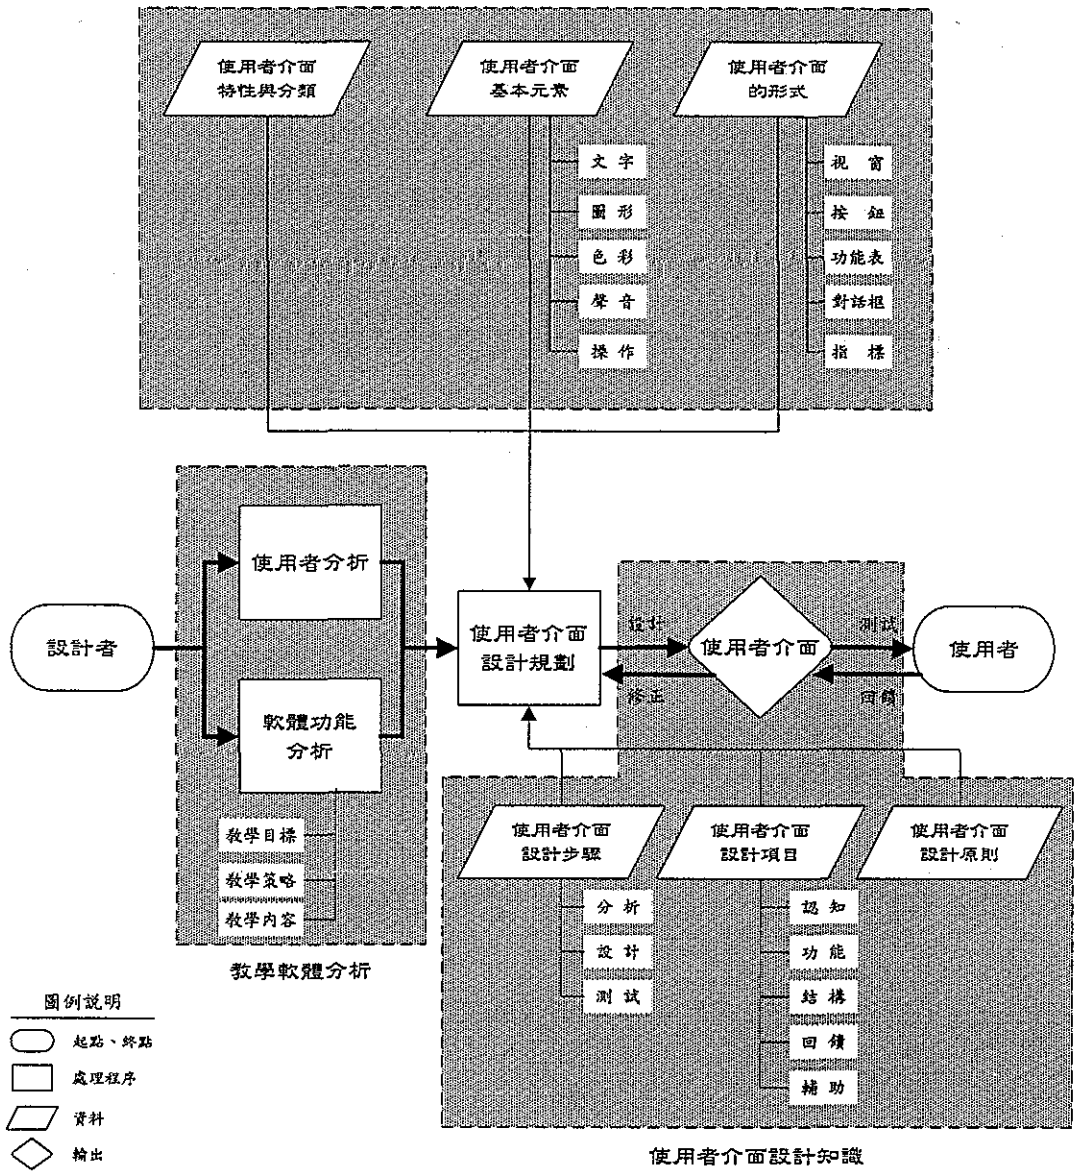 使用者介面
特性與分類
使用者介面
基本元素
使用者介面
的形式
文字
圖形
色彩
聲音
操作
視窗
按鈕
功能表
對話框
指標
設計者
使用者分析
軟體功能
分析
教學目標
教學策略
教學內容
教學軟體分析
使用者介面
設計規劃
設計
修正
使用者介面
測試
回饋
使用者
使用者介面
設計步驟
分析
設計
測試
使用者介面
設計項目
認知
功能
結構
回饋
輔助
使用者介面
設計原則
使用者介面設計知識
圖例說明
起點、終點
處理程序
資料
輸出